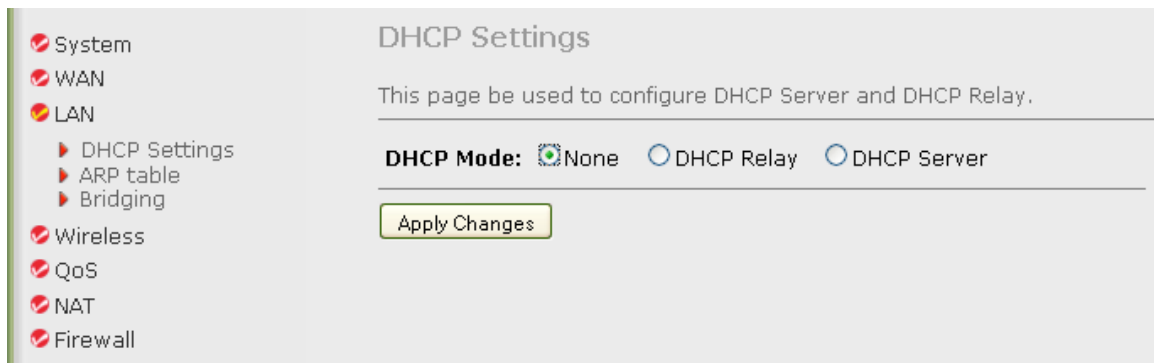 System
WAN
LAN
DHCP Settings
ARP table
Bridging
Wireless
QoS
NAT
Firewall
DHCP Settings
This page be used to configure DHCP Server and DHCP Relay.
DHCP Mode: None DHCP Relay DHCP Server
Apply Changes